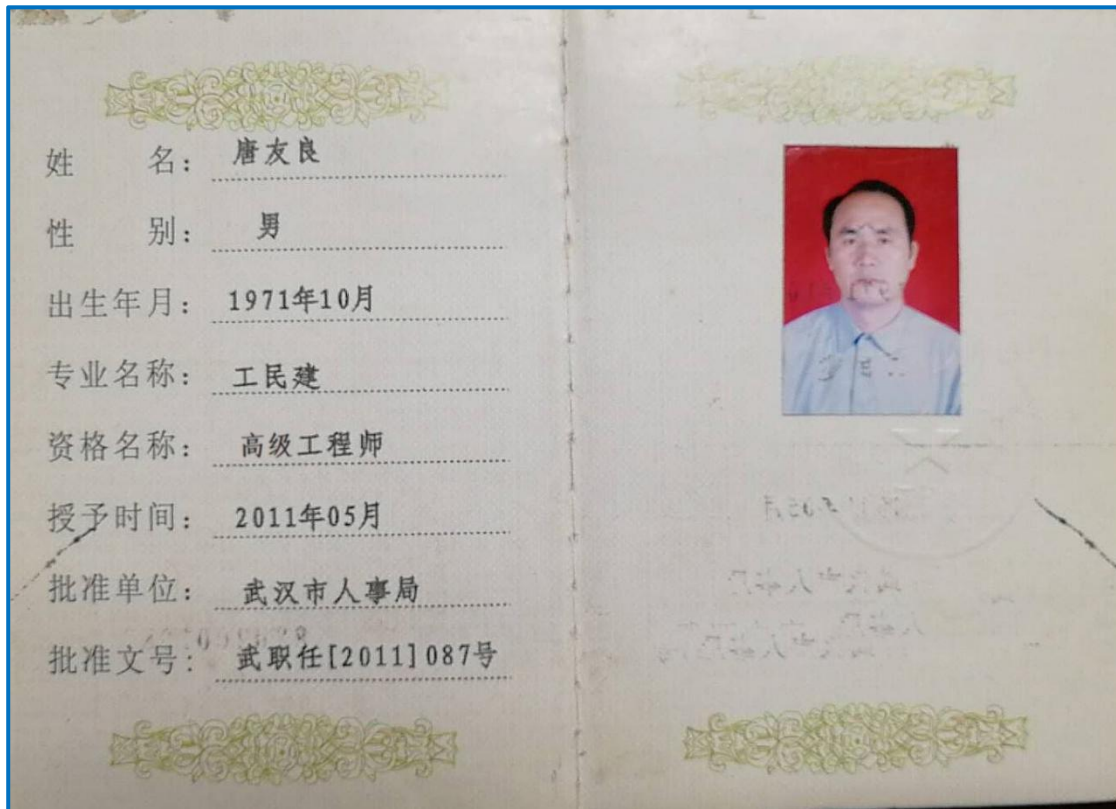 姓 名： 唐友良
性 别： 男
出生年月： 1971年10月
专业名称： 工民建
资格名称： 高级工程师
授予时间： 2011年05月
批准单位： 武汉市人事局
批准文号： 武职任[2011]087号